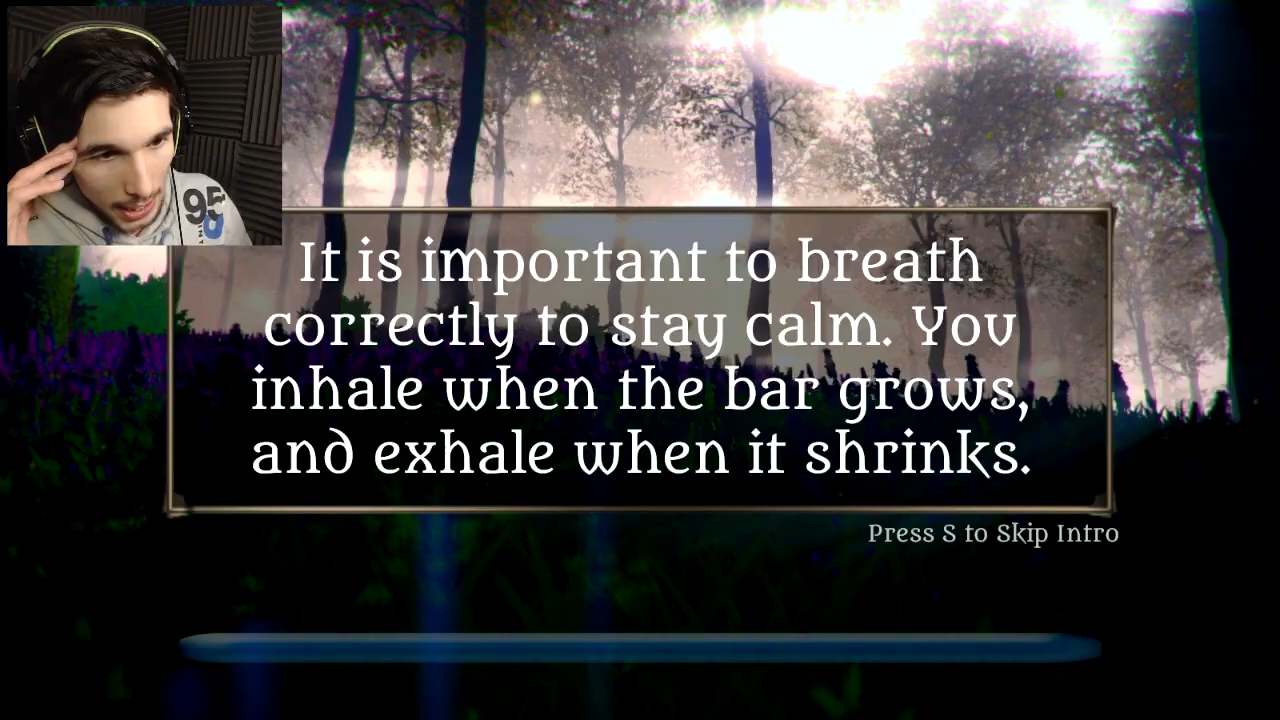 95
It is important to breath
correctly to stay calm. You
inhale when the bar grows,
and exhale when it shrinks.
Press S to Skip Intro